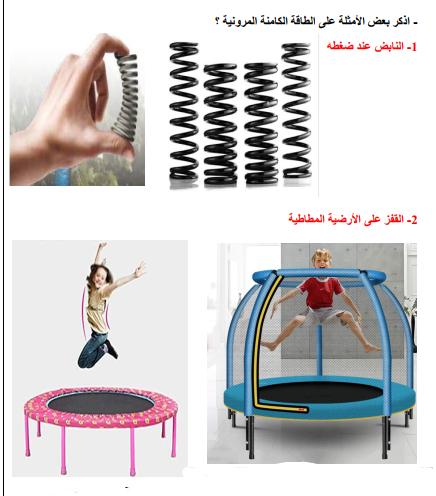 - اذكر بعض الأمثلة على الطاقة الكامنة المرونية ؟
1- النابض عند ضغطه
2- القفز على الأرضية المطاطية